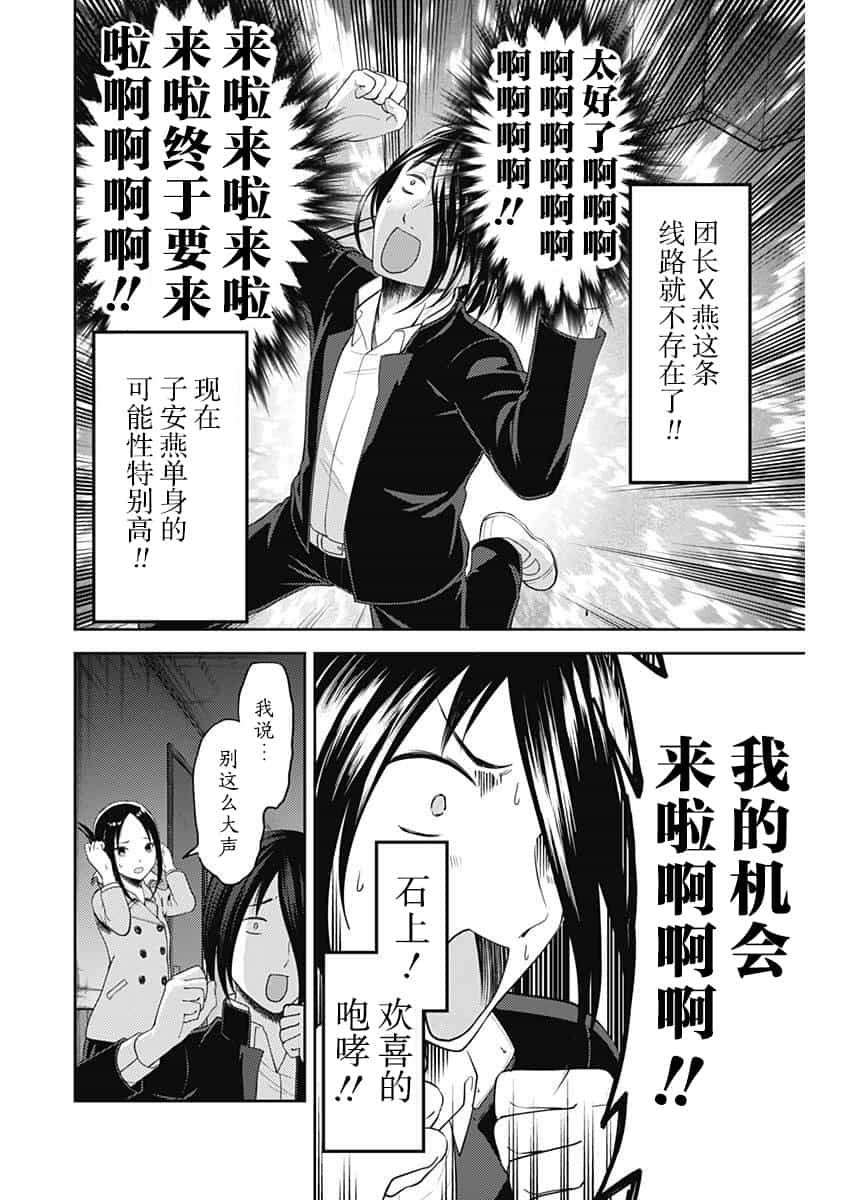 太好了啊啊啊
啊啊啊啊啊啊
啊啊啊啊!!
团长X燕这条
线路就不存在了!!
来啦来啦来啦
来啦终于要来
啦啊啊啊啊!!
现在
子安燕单身的
可能性特别高!!
我的机会
来啦啊啊啊!!
石上！
欢喜的
咆哮!!
我说…
别这么大声